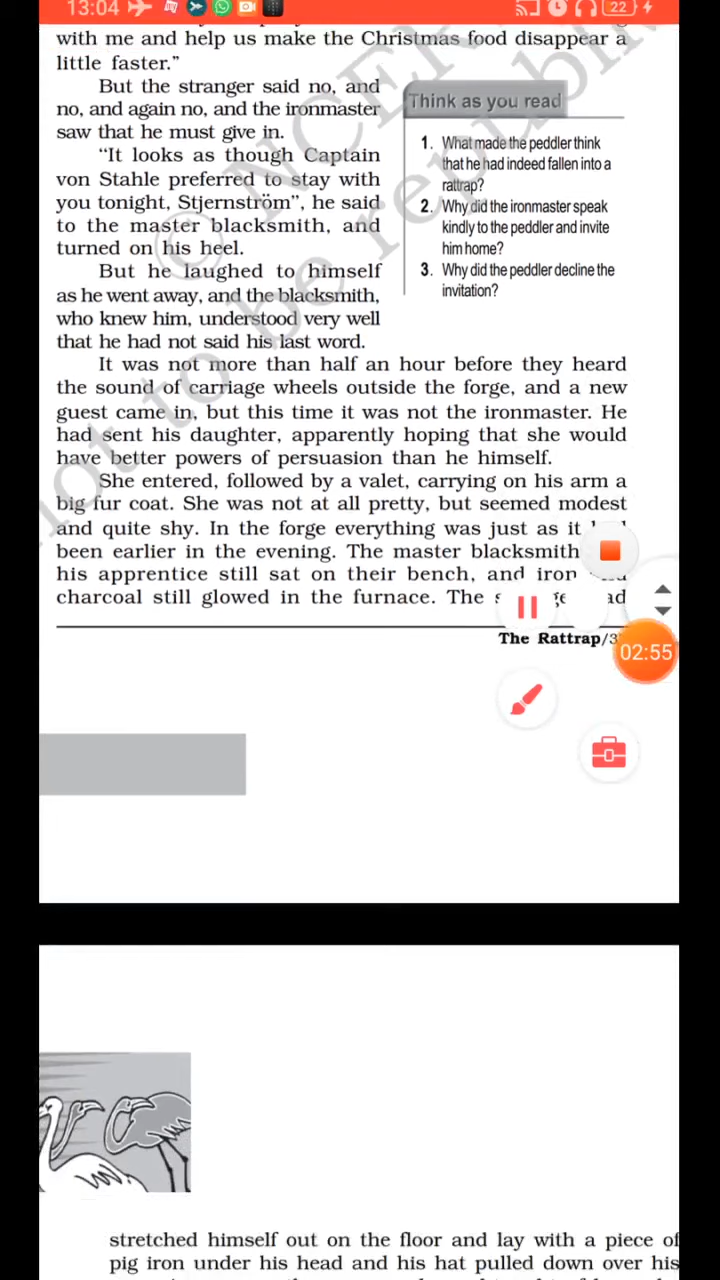 13:04
22
with me and help us make the Christmas food disappear a
little faster.”
But the stranger said no, and
no, and again no, and the ironmaster
saw that he must give in.
“It looks as though Captain
von Stahle preferred to stay with
you tonight, Stjernström”, he said
to the master blacksmith, and
turned on his heel.
But he laughed to himself
as he went away, and the blacksmith,
who knew him, understood very well
that he had not said his last word.
Think as you read
1. What made the peddler think
that he had indeed fallen into a
rattrap?
2. Why did the ironmaster speak
kindly to the peddler and invite
him home?
3. Why did the peddler decline the
invitation?
It was not more than half an hour before they heard
the sound of carriage wheels outside the forge, and a new
guest came in, but this time it was not the ironmaster. He
had sent his daughter, apparently hoping that she would
have better powers of persuasion than he himself.
She entered, followed by a valet, carrying on his arm a
big fur coat. She was not at all pretty, but seemed modest
and quite shy. In the forge everything was just as it
been earlier in the evening. The master blacksmith
his apprentice still sat on their bench, and iron
charcoal still glowed in the furnace. The
The Rattrap/3
02:55
© NCER
not to be republi
stretched himself out on the floor and lay with a piece of
pig iron under his head and his hat pulled down over his